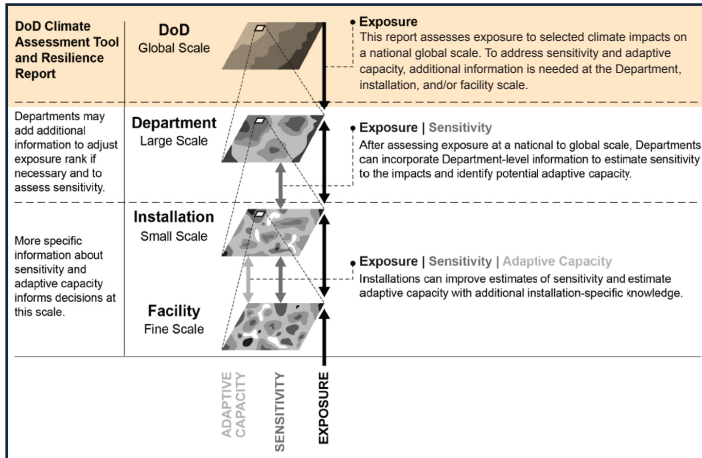 DoD Climate
Assessment Tool
and Resilience
Report
DoD
Global Scale
Exposure
This report assesses exposure to selected climate impacts on
a national global scale. To address sensitivity and adaptive
capacity, additional information is needed at the Department,
installation, and/or facility scale.
Departments may
add additional
information to adjust
exposure rank if
necessary and to
assess sensitivity.
Department
Large Scale
Exposure | Sensitivity
After assessing exposure at a national to global scale, Departments
can incorporate Department-level information to estimate sensitivity
to the impacts and identify potential adaptive capacity.
More specific
information about
sensitivity and
adaptive capacity
informs decisions at
this scale.
Installation
Small Scale
Exposure | Sensitivity | Adaptive Capacity
Installations can improve estimates of sensitivity and estimate
adaptive capacity with additional installation-specific knowledge.
Facility
Fine Scale
ADAPTIVE
CAPACITY
SENSITIVITY
EXPOSURE